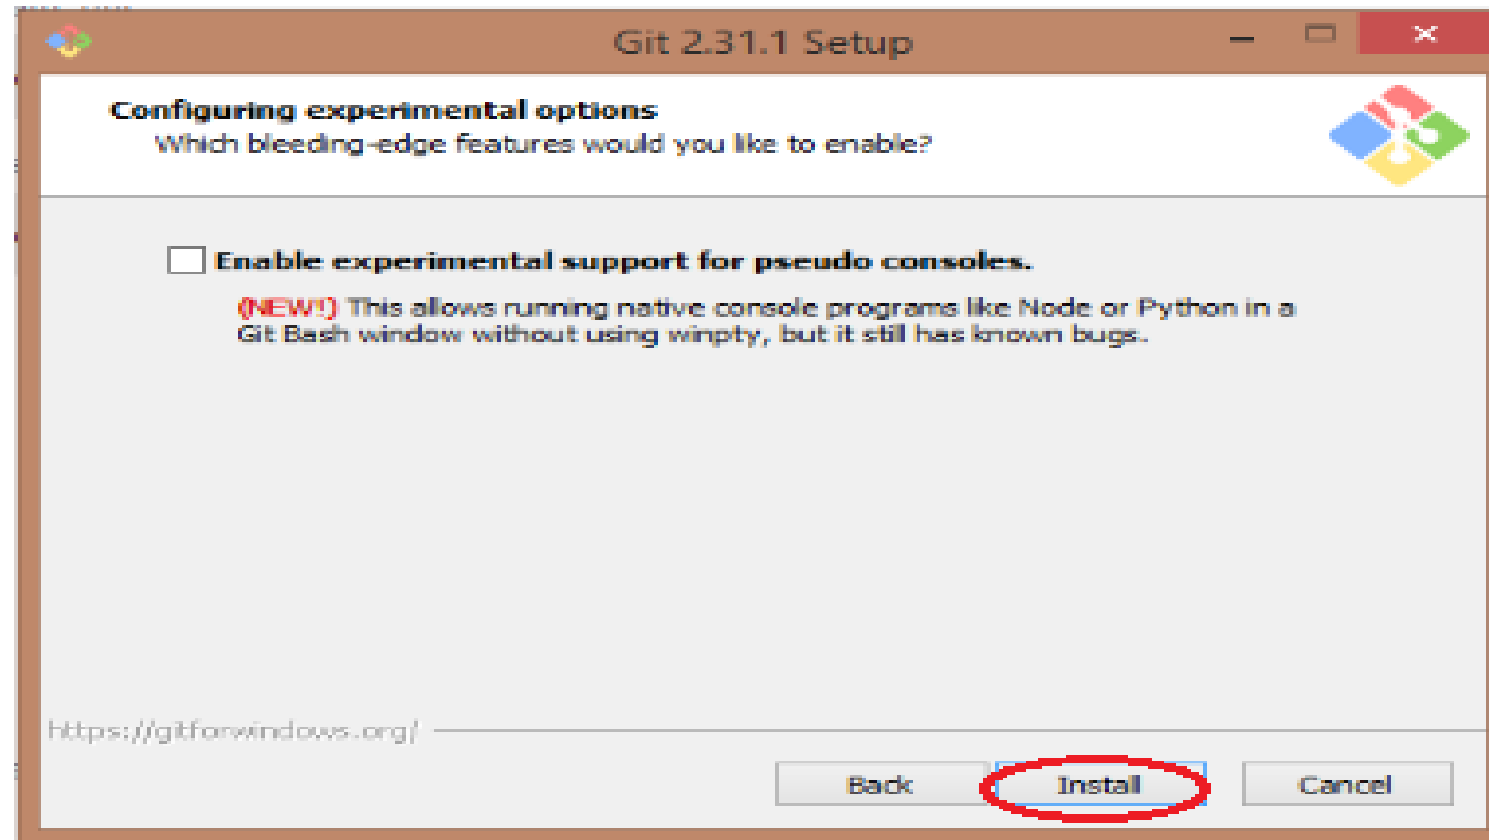 Git 2.31.1 Setup
Configuring experimental options
Which bleeding-edge features would you like to enable?
Enable experimental support for pseudo consoles.
(NEW!) This allows running native console programs like Node or Python in a
Git Bash window without using winpty, but it still has known bugs.
https://gitforwindows.org/
Back
Install
Cancel